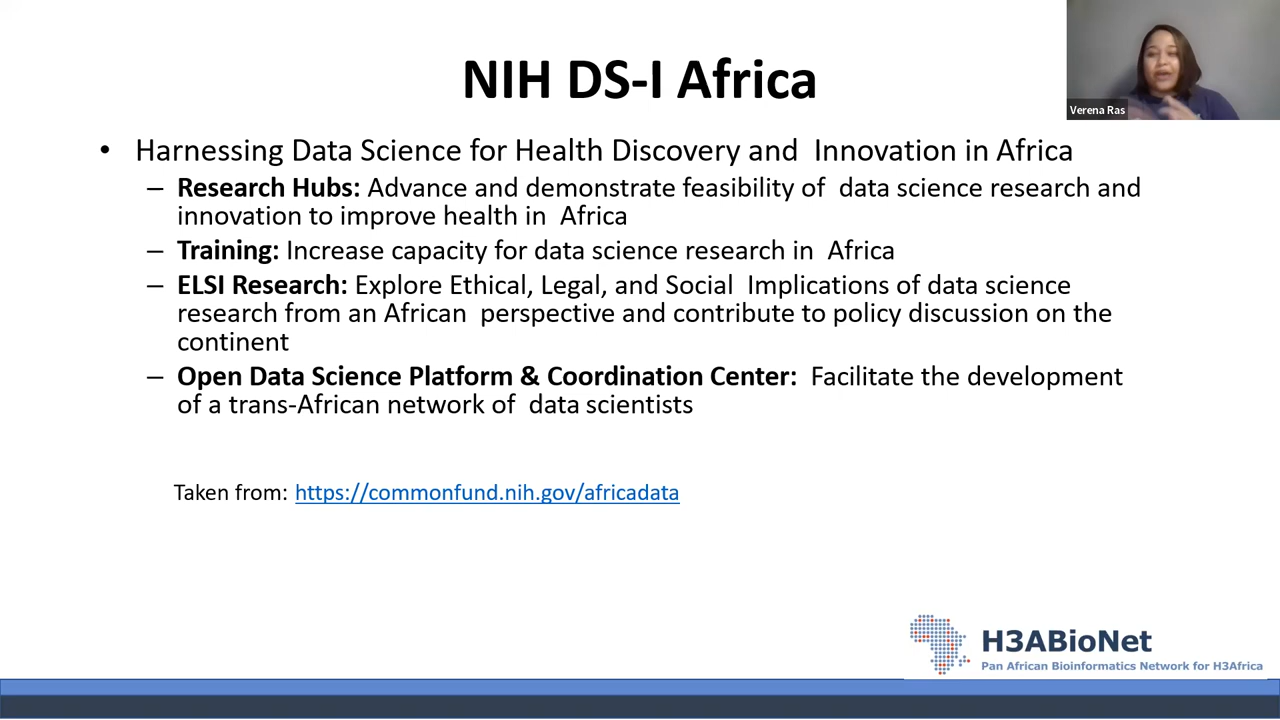 NIH DS-I Africa
Verena Ras
• Harnessing Data Science for Health Discovery and Innovation in Africa
– Research Hubs: Advance and demonstrate feasibility of data science research and
innovation to improve health in Africa
– Training: Increase capacity for data science research in Africa
– ELSI Research: Explore Ethical, Legal, and Social Implications of data science
research from an African perspective and contribute to policy discussion on the
continent
– Open Data Science Platform & Coordination Center: Facilitate the development
of a trans-African network of data scientists
Taken from: https://commonfund.nih.gov/africadata
H3ABioNet
Pan African Bioinformatics Network for H3Africa